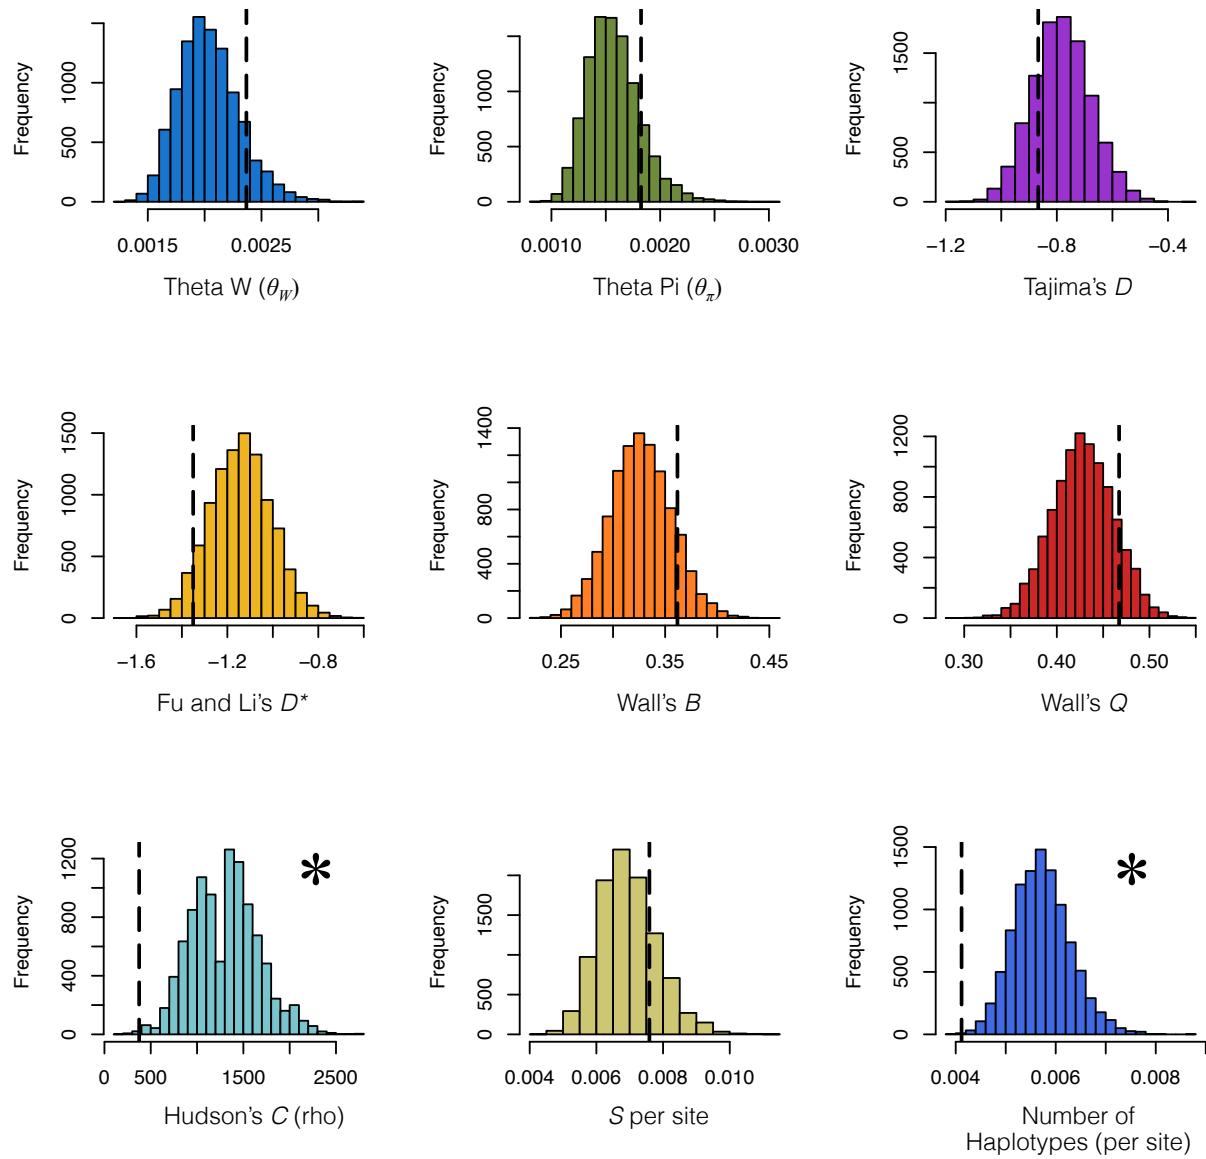 Frequency
0 500 1000
0.0015 0.0025
Theta W (θW)
Frequency
0 500 1000
0.0010 0.0020 0.0030
Theta Pi (θπ)
Frequency
0 500 1500
−1.2 −0.8 −0.4
Tajima's D
Frequency
0 500 1000 1500
−1.6 −1.2 −0.8
Fu and Li's D*
Frequency
0 400 800 1400
0.25 0.35 0.45
Wall's B
Frequency
0 400 800 1200
0.30 0.40 0.50
Wall's Q
Frequency
0 400 800 1200
*
0 500 1500 2500
Hudson's C (rho)
Frequency
0 500 1500
0.004 0.006 0.008 0.010
S per site
Frequency
0 500 1000 1500
*
0.004 0.006 0.008
Number of
Haplotypes (per site)